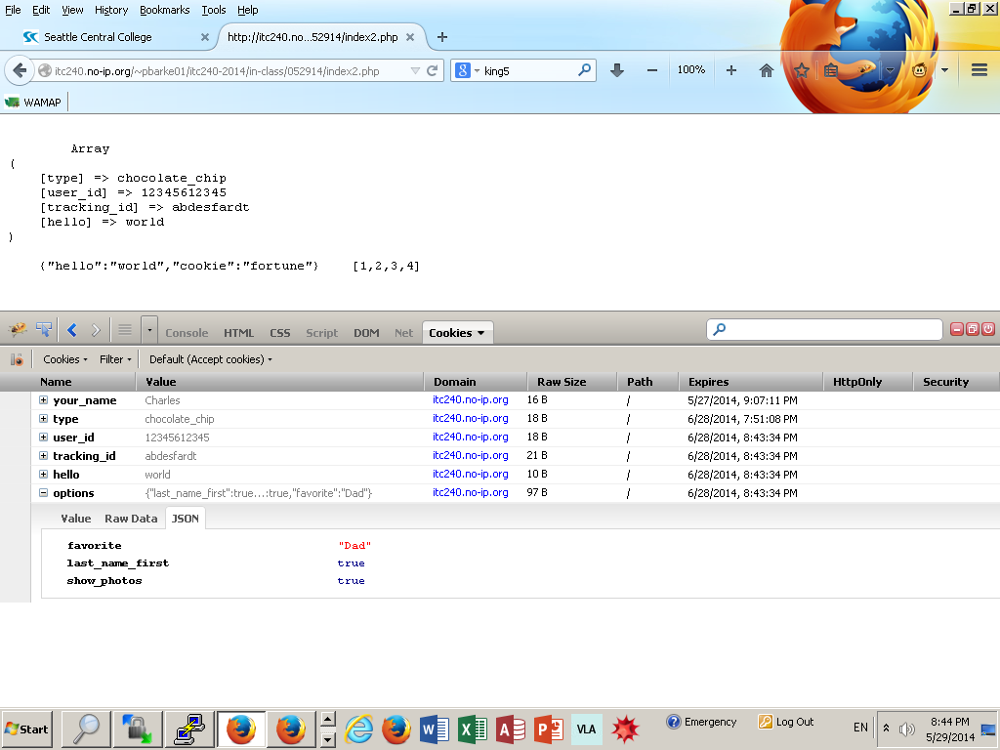 File Edit View History Bookmarks Tools Help
Seattle Central College × http://itc240.no...52914/index2.php × +
itc240.no-ip.org/~pbarke01/itc240-2014/in-class/052914/index2.php 8 king5 100%
WAMAP
Array
(
[type] => chocolate_chip
[user_id] => 12345612345
[tracking_id] => abdesfardt
[hello] => world
)
{"hello":"world","cookie":"fortune"} [1,2,3,4]
Console HTML CSS Script DOM Net Cookies
Cookies Filter Default (Accept cookies)
Name Value Domain Raw Size Path Expires HttpOnly Security
your_name Charles itc240.no-ip.org 16 B / 5/27/2014, 9:07:11 PM
type chocolate_chip itc240.no-ip.org 18 B / 6/28/2014, 7:51:08 PM
user_id 12345612345 itc240.no-ip.org 18 B / 6/28/2014, 8:43:34 PM
tracking_id abdesfardt itc240.no-ip.org 21 B / 6/28/2014, 8:43:34 PM
hello world itc240.no-ip.org 10 B / 6/28/2014, 8:43:34 PM
options {"last_name_first":true...:true,"favorite":"Dad"} itc240.no-ip.org 97 B / 6/28/2014, 8:43:34 PM
Value Raw Data JSON
favorite "Dad"
last_name_first true
show_photos true
Start W X A P VLA Emergency Log Out EN 8:44 PM
5/29/2014